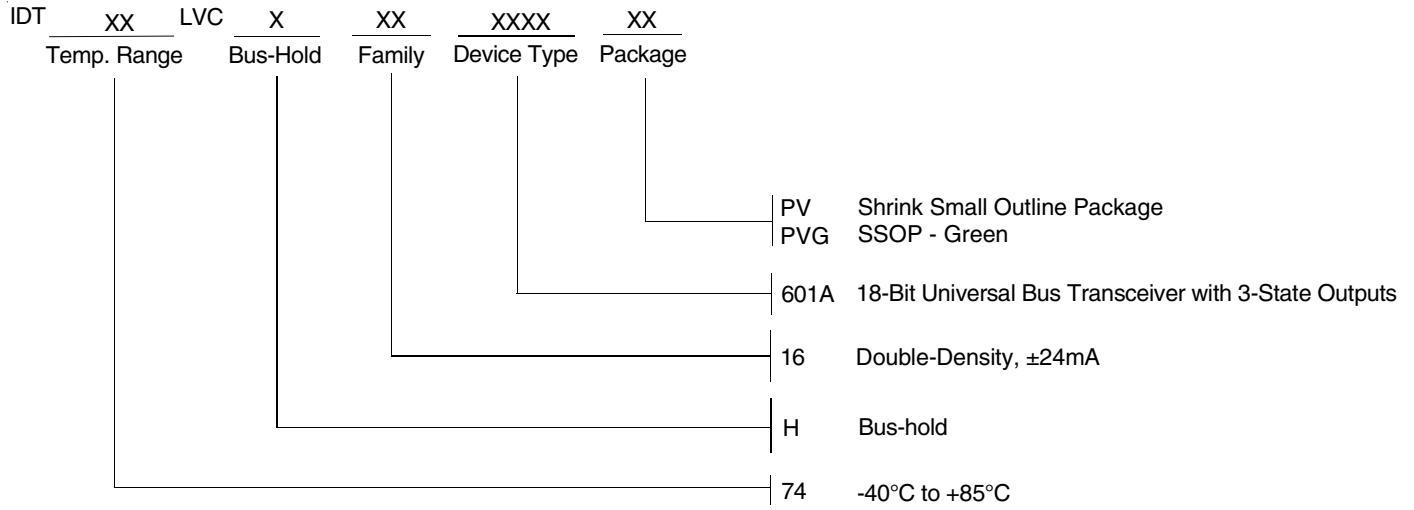 IDT XX LVC X XX XXXX XX
Temp. Range Bus-Hold Family Device Type Package
PV Shrink Small Outline Package
PVG SSOP - Green
601A 18-Bit Universal Bus Transceiver with 3-State Outputs
16 Double-Density, ±24mA
H Bus-hold
74 -40°C to +85°C